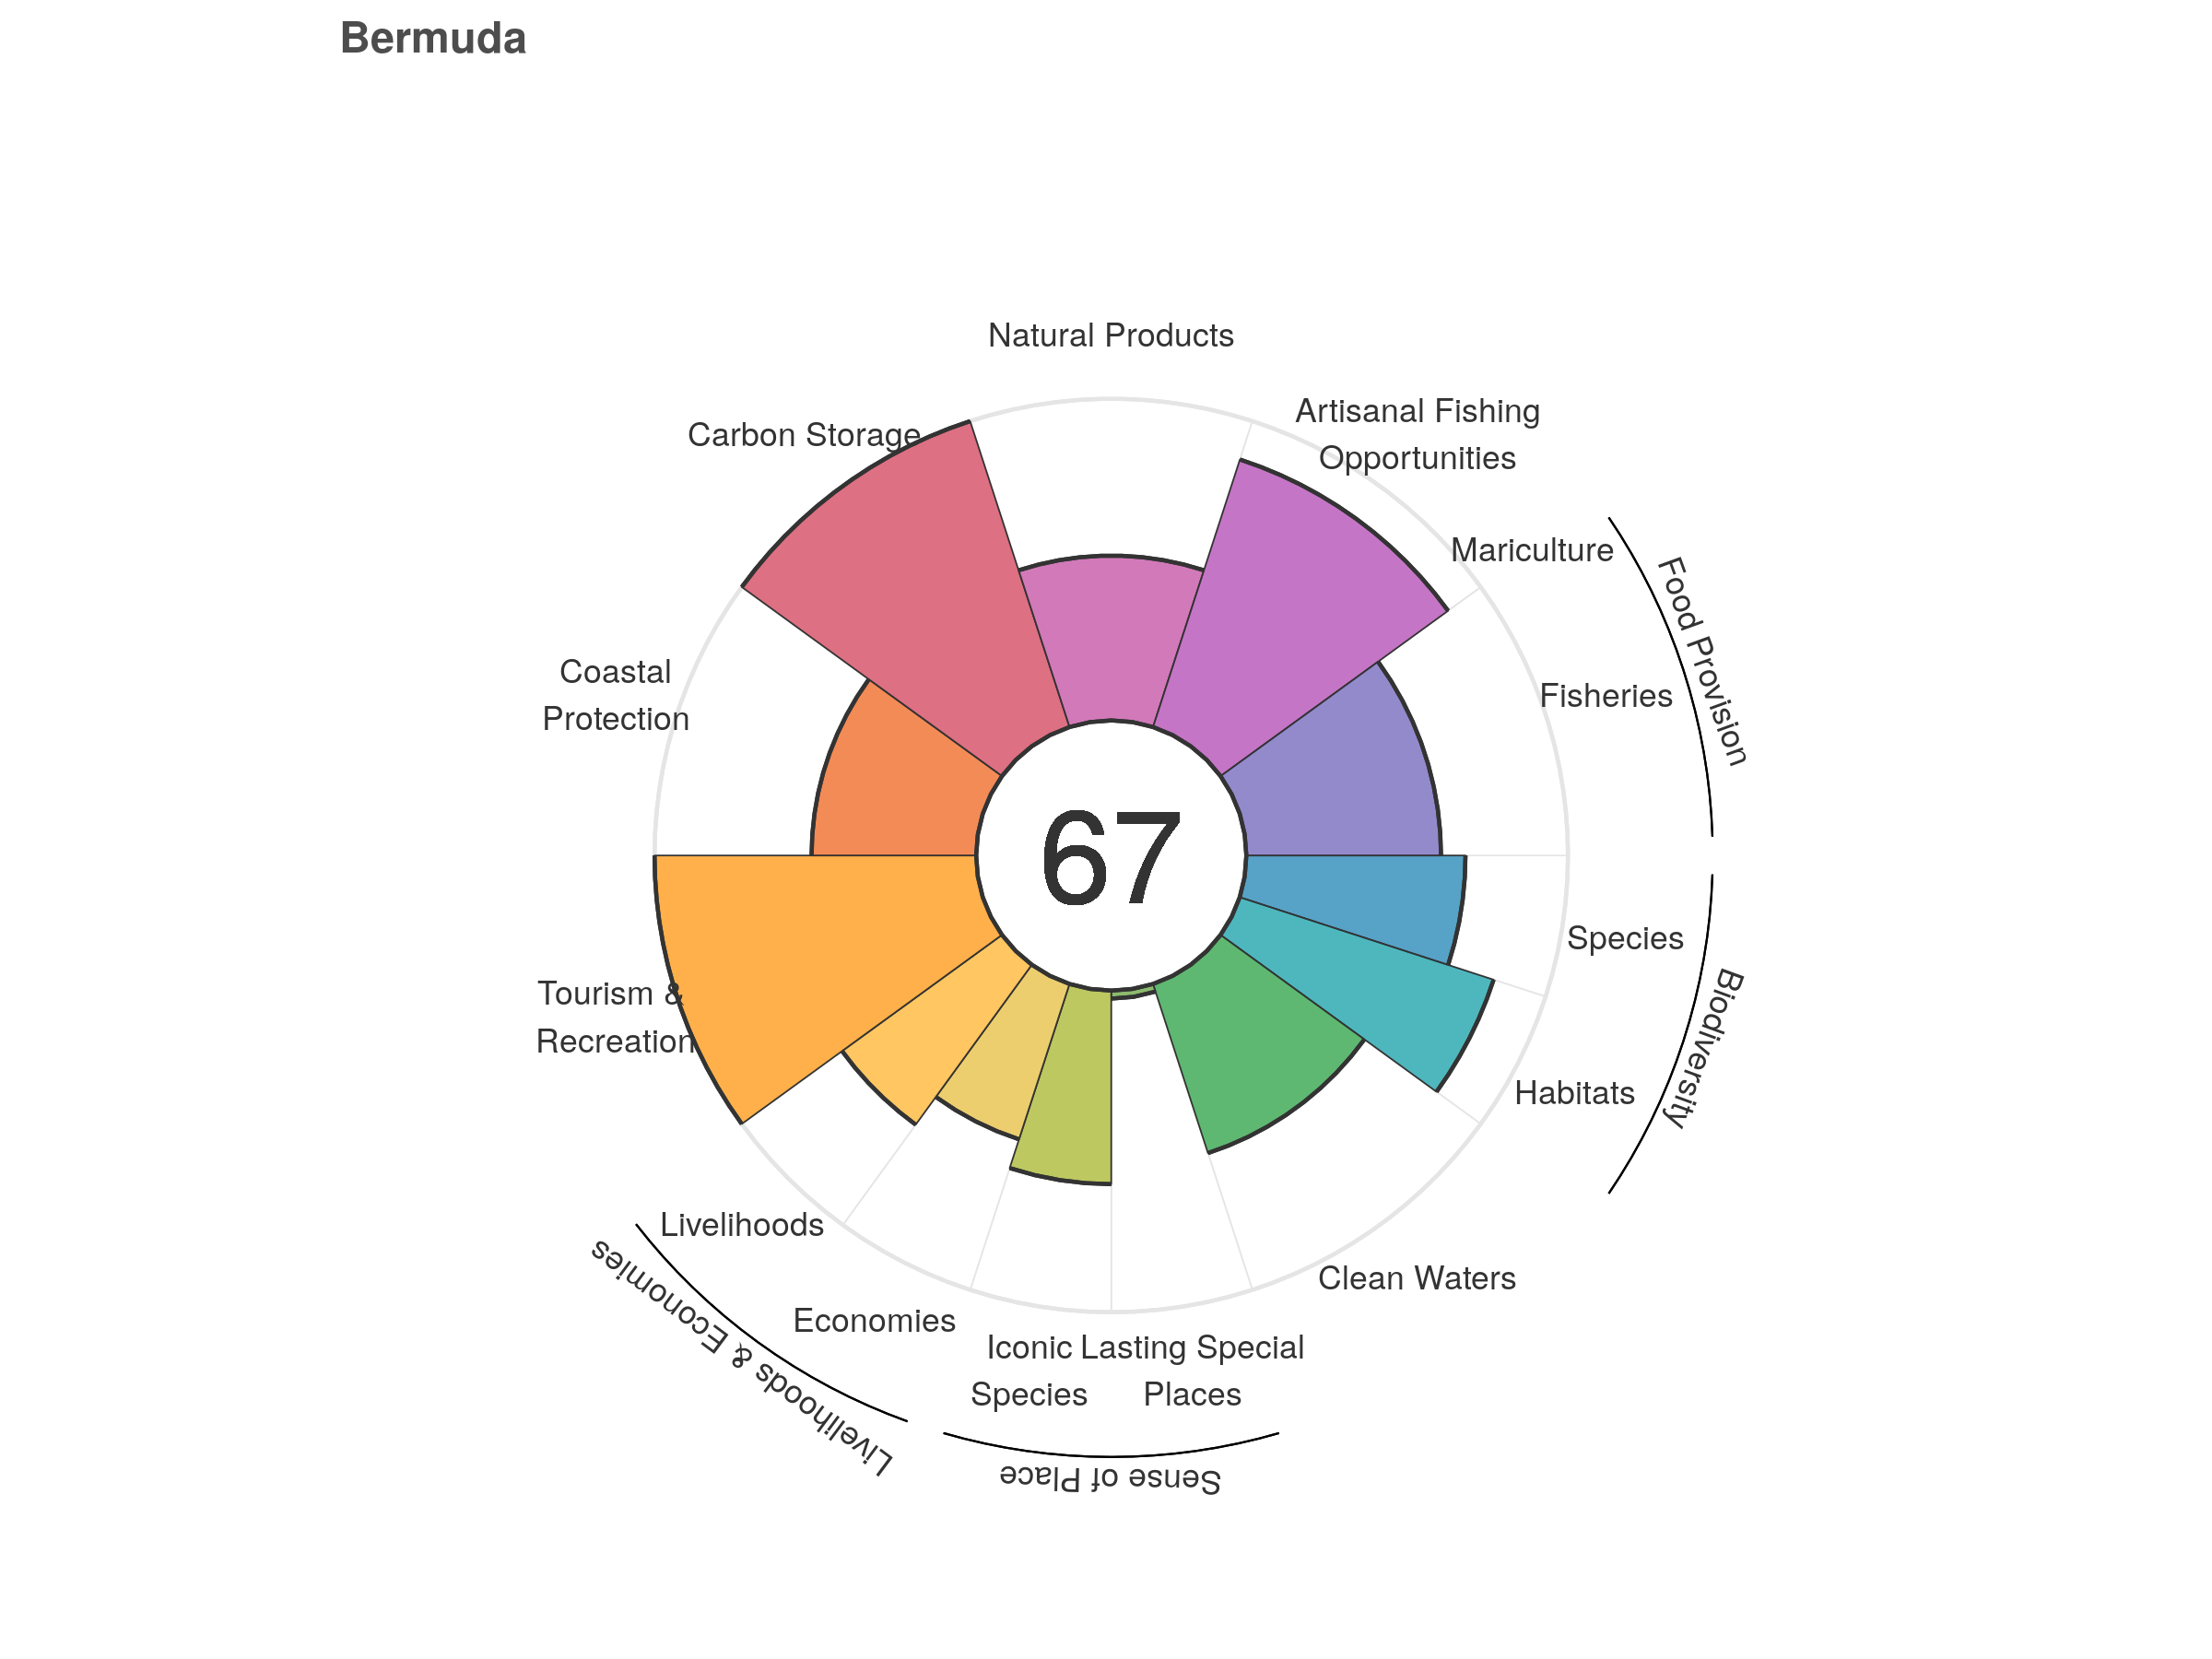 Bermuda
Natural Products
Artisanal Fishing
Opportunities
Carbon Storage
Mariculture
Food Provision
Fisheries
Coastal
Protection
67
Species
Biodiversity
Habitats
Tourism &
Recreation
Livelihoods
Livelihoods & Economies
Clean Waters
Economies
Iconic
Species
Lasting Special
Places
Sense of Place